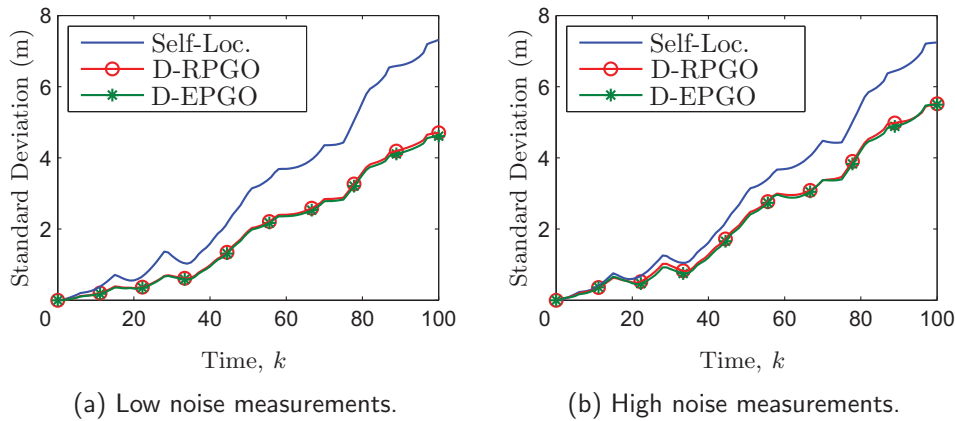 Standard Deviation (m)
8
6
4
2
0
Self-Loc.
D-RPGO
D-EPGO
0 20 40 60 80 100
Time, k
(a) Low noise measurements.
Standard Deviation (m)
8
6
4
2
0
Self-Loc.
D-RPGO
D-EPGO
0 20 40 60 80 100
Time, k
(b) High noise measurements.